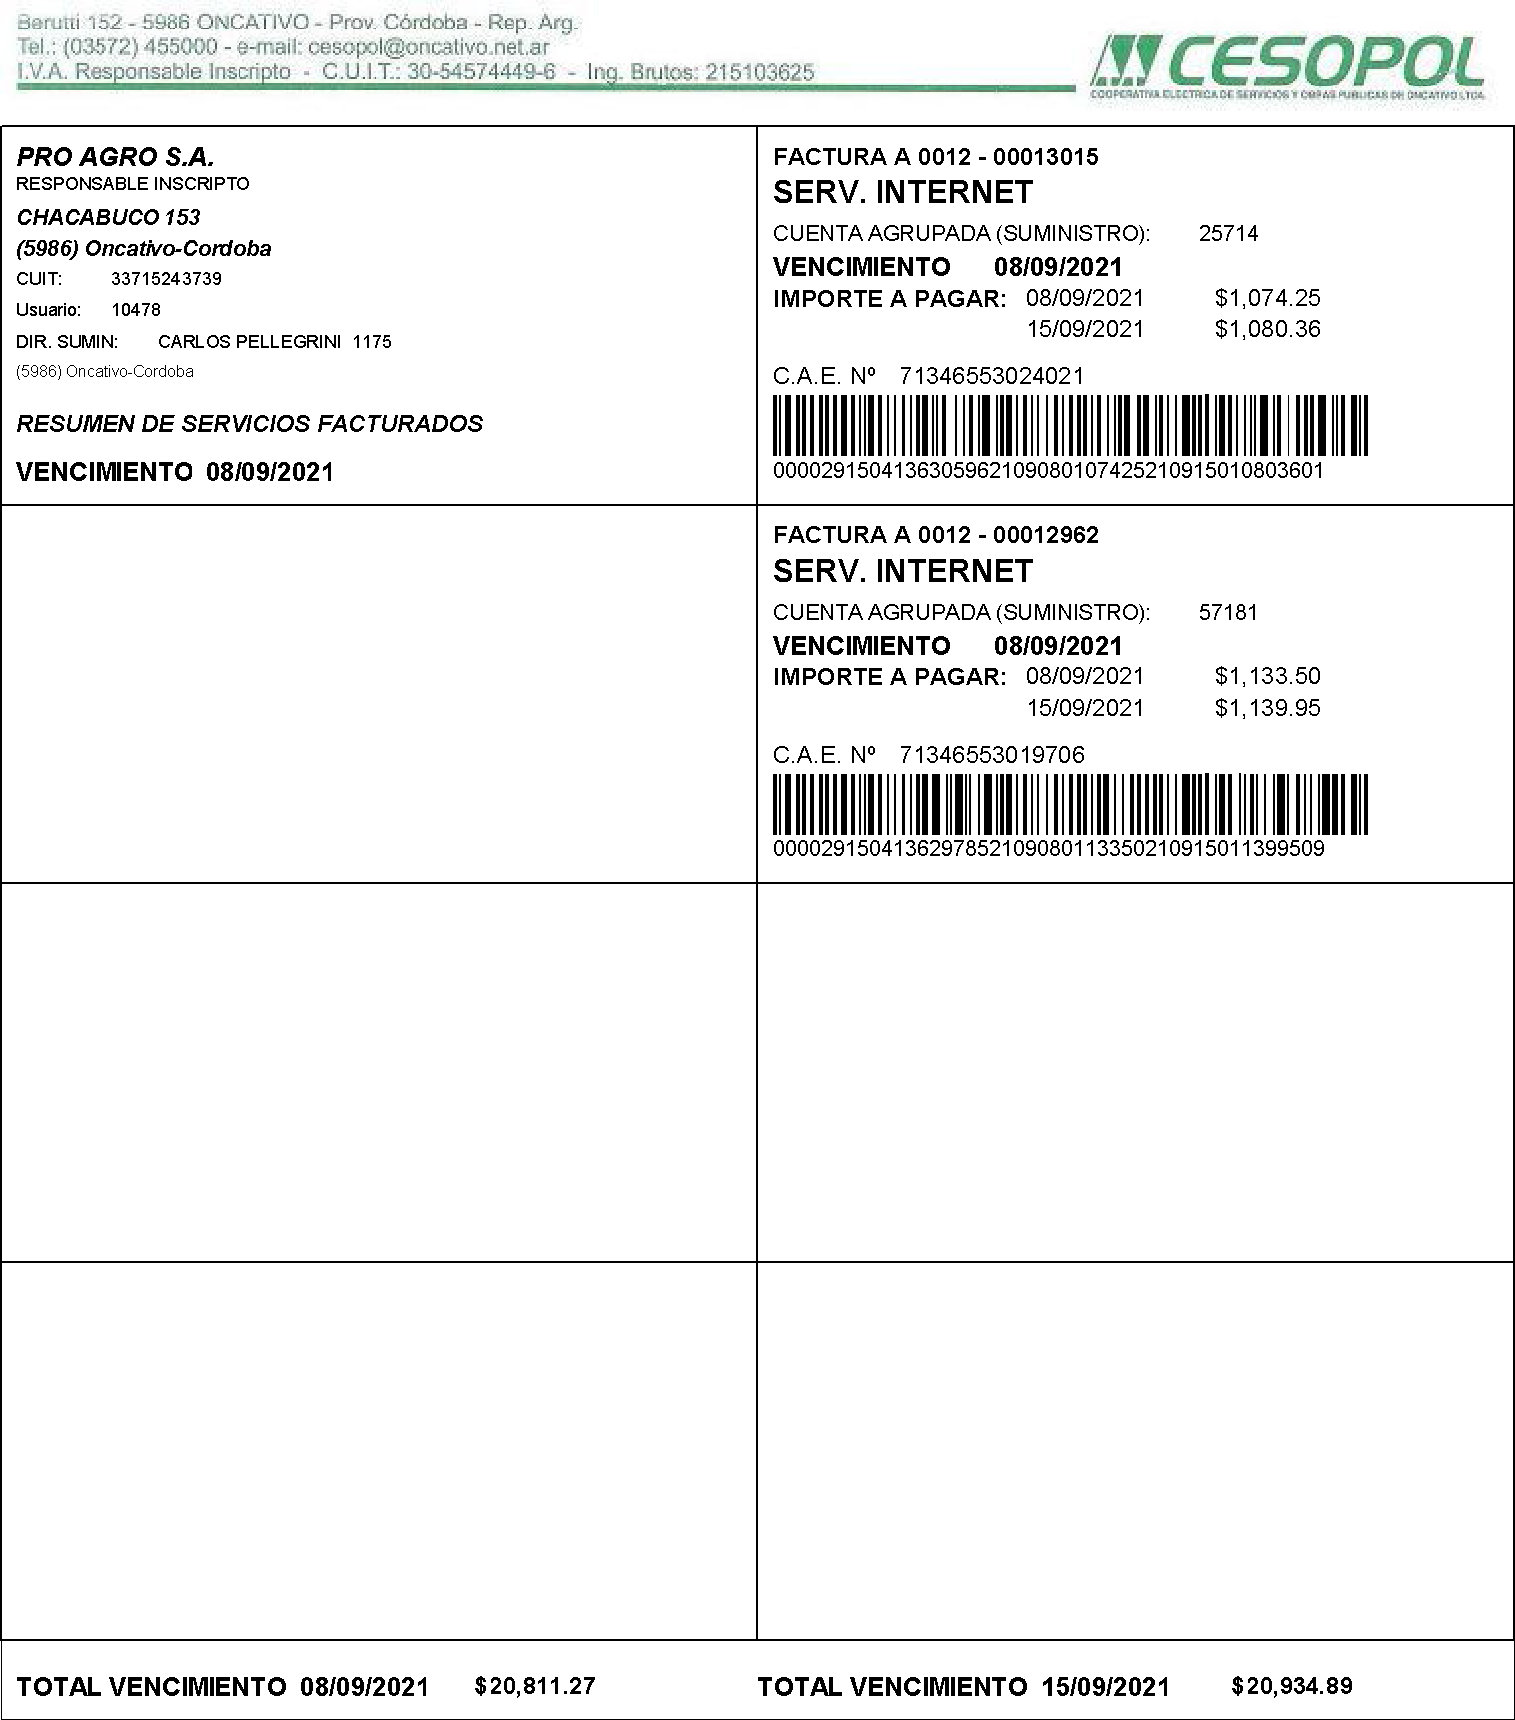 Berutti 152 - 5986 ONCATIVO - Prov. Córdoba - Rep. Arg.
Tel.: (03572) 455000 - e-mail: cesopol@oncativo.net.ar
I.V.A. Responsable Inscripto - C.U.I.T.: 30-54574449-6 - Ing. Brutos: 215103625
CESOPOL
COOPERATIVA ELECTRICA DE SERVICIOS Y OBRAS PUBLICAS DE ONCATIVO LTDA.
PRO AGRO S.A.
RESPONSABLE INSCRIPTO
CHACABUCO 153
(5986) Oncativo-Cordoba
CUIT: 33715243739
Usuario: 10478
DIR. SUMIN: CARLOS PELLEGRINI 1175
(5986) Oncativo-Cordoba
RESUMEN DE SERVICIOS FACTURADOS
VENCIMIENTO 08/09/2021
FACTURA A 0012 - 00013015
SERV. INTERNET
CUENTA AGRUPADA (SUMINISTRO): 25714
VENCIMIENTO 08/09/2021
IMPORTE A PAGAR: 08/09/2021 $1,074.25
15/09/2021 $1,080.36
C.A.E. Nº 71346553024021
00002915041363059621090801074252109150108036​01
FACTURA A 0012 - 00012962
SERV. INTERNET
CUENTA AGRUPADA (SUMINISTRO): 57181
VENCIMIENTO 08/09/2021
IMPORTE A PAGAR: 08/09/2021 $1,133.50
15/09/2021 $1,139.95
C.A.E. Nº 71346553019706
0000291504136297852109080113350210915011399509
TOTAL VENCIMIENTO 08/09/2021 $20,811.27
TOTAL VENCIMIENTO 15/09/2021 $20,934.89